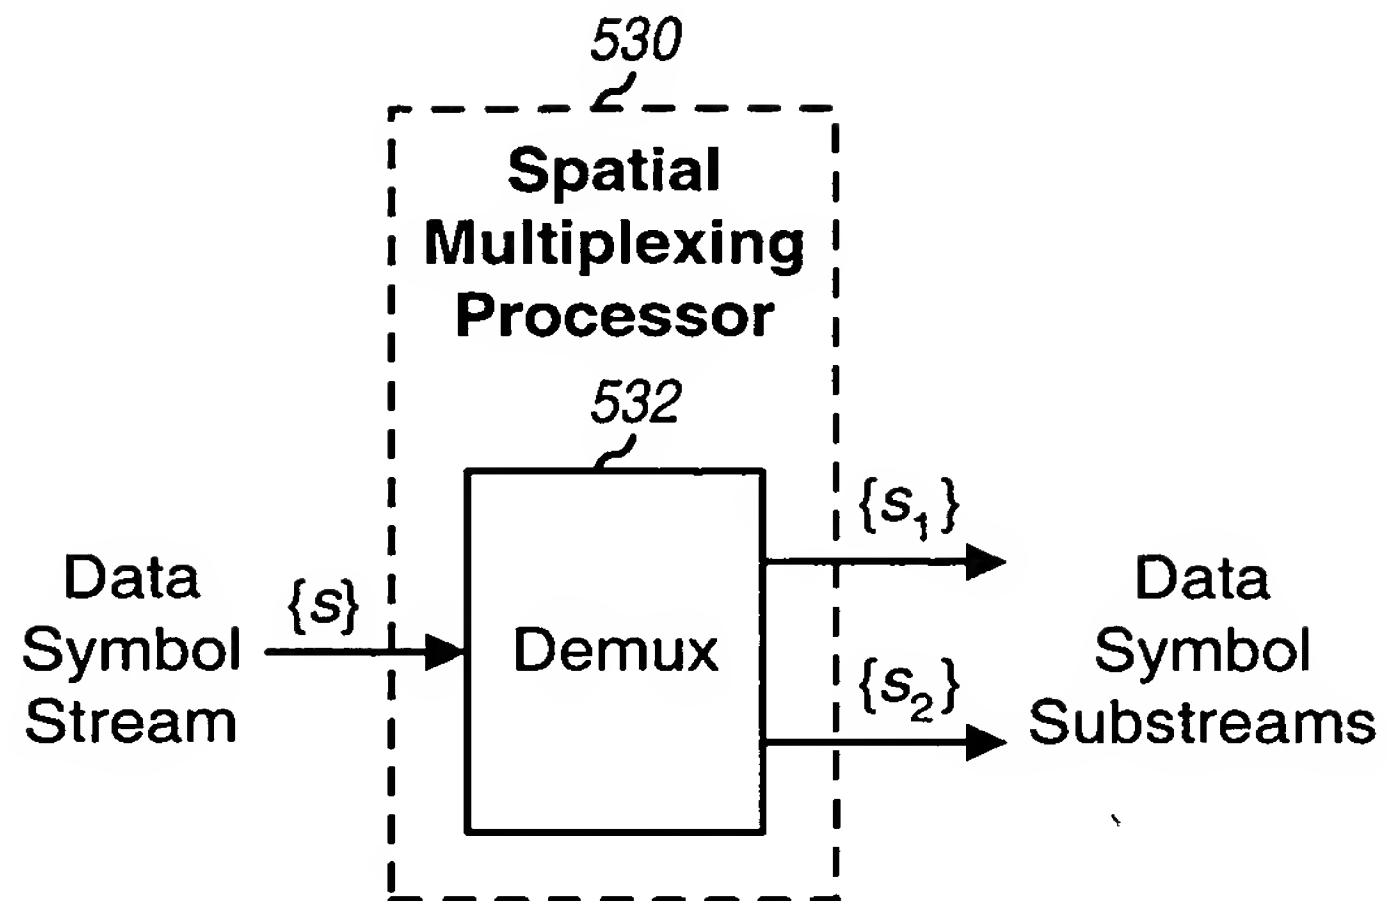 530
Spatial
Multiplexing
Processor
532
{s₁}
Data
Symbol
Stream
{s}
Demux
Data
Symbol
Substreams
{s₂}